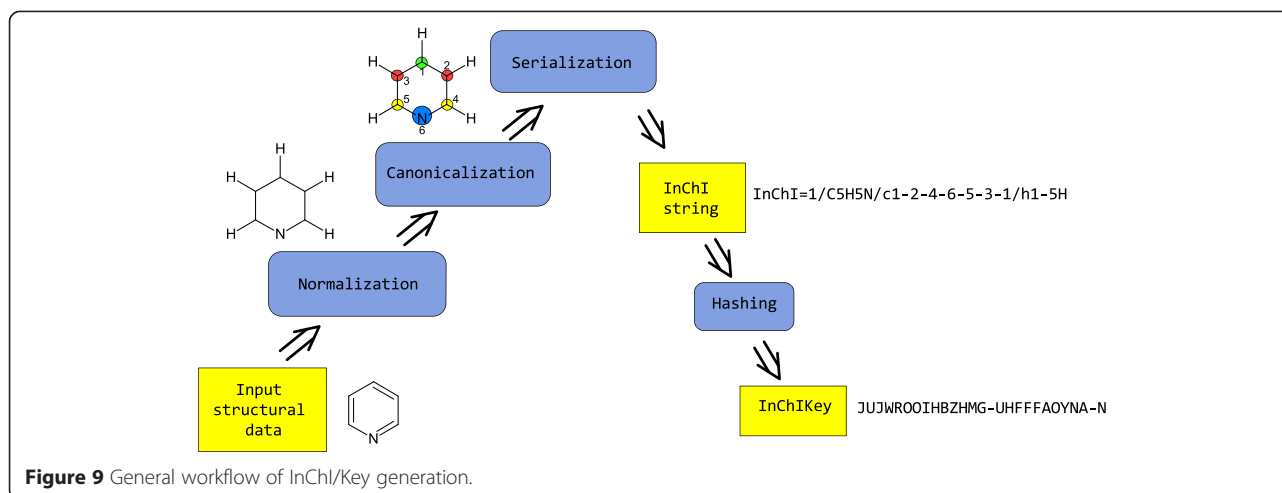 H
H
H
3
2
1
5
4
H
N
H
6
Serialization
Canonicalization
H
H
H
H
N
H
Normalization
Input
structural
data
N
InChI
string
InChI=1/C5H5N/c1-2-4-6-5-3-1/h1-5H
Hashing
InChIKey
JUJWROOIHBZHMG-UHFFFAOYNA-N
Figure 9 General workflow of InChI/Key generation.